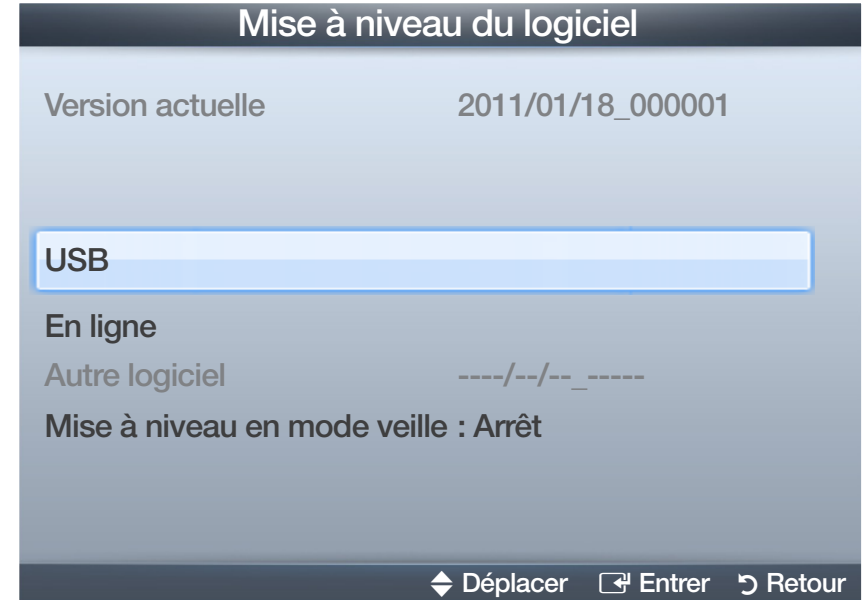 Mise à niveau du logiciel
Version actuelle 2011/01/18_000001
USB
En ligne
Autre logiciel ----/--/--_-----
Mise à niveau en mode veille : Arrêt
Déplacer Entrer Retour